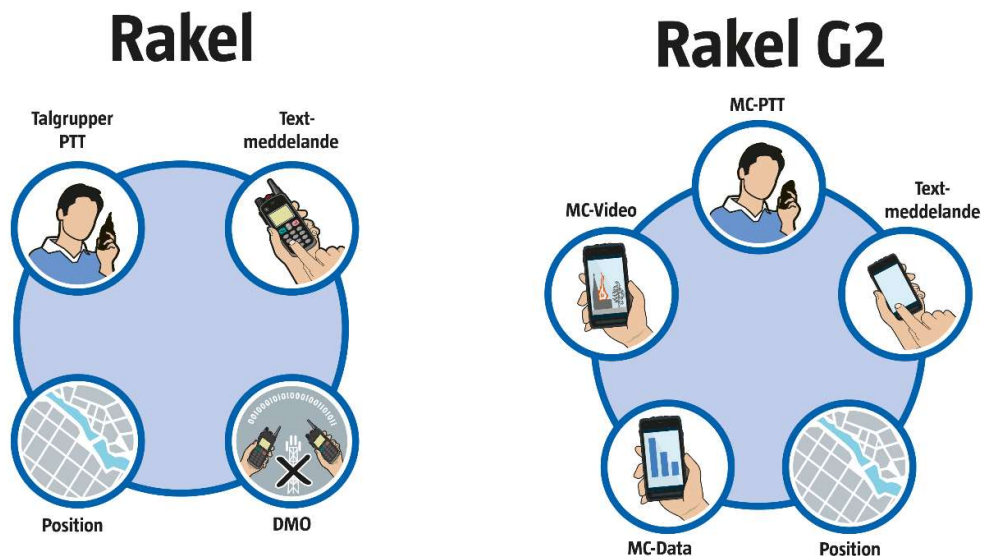 Rakel
Talgrupper
PTT
Text-
meddelande
Position
DMO
Rakel G2
MC-PTT
MC-Video
Text-
meddelande
MC-Data
Position